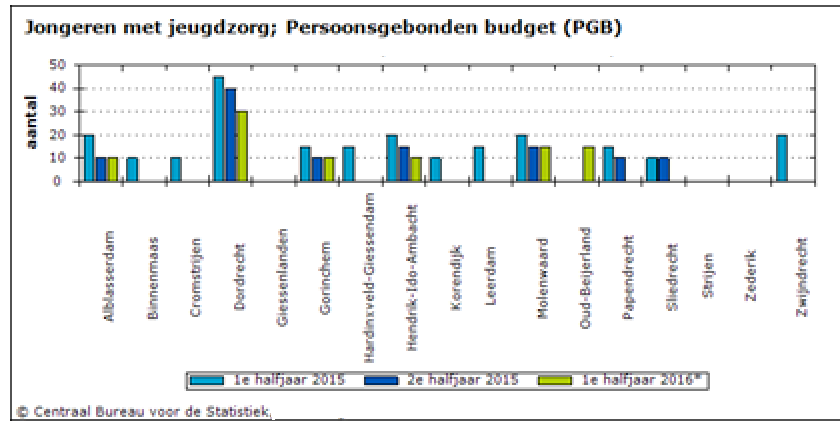 Jongeren met jeugdzorg; Persoonsgebonden budget (PGB)
aantal
50
40
30
20
10
0
Alblasserdam
Binnenmaas
Cromstrijen
Dordrecht
Giessenlanden
Gorinchem
Hardinxveld-Giessendam
Hendrik-Ido-Ambacht
Korendijk
Leerdam
Molenwaard
Oud-Beijerland
Papendrecht
Sliedrecht
Strijen
Zederik
Zwijndrecht
1e halfjaar 2015 2e halfjaar 2015 1e halfjaar 2016*
© Centraal Bureau voor de Statistiek